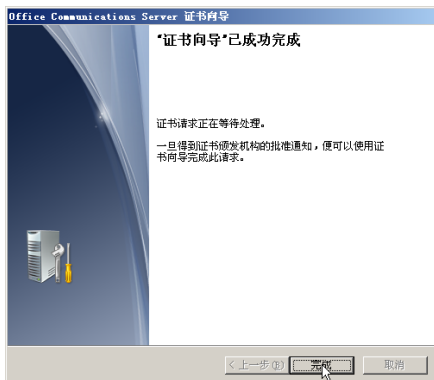 Office Communications Server 证书向导
"证书向导"已成功完成
证书请求正在等待处理。
一旦得到证书颁发机构的批准通知，便可以使用证
书向导完成此请求。
< 上一步(B)
完成
取消